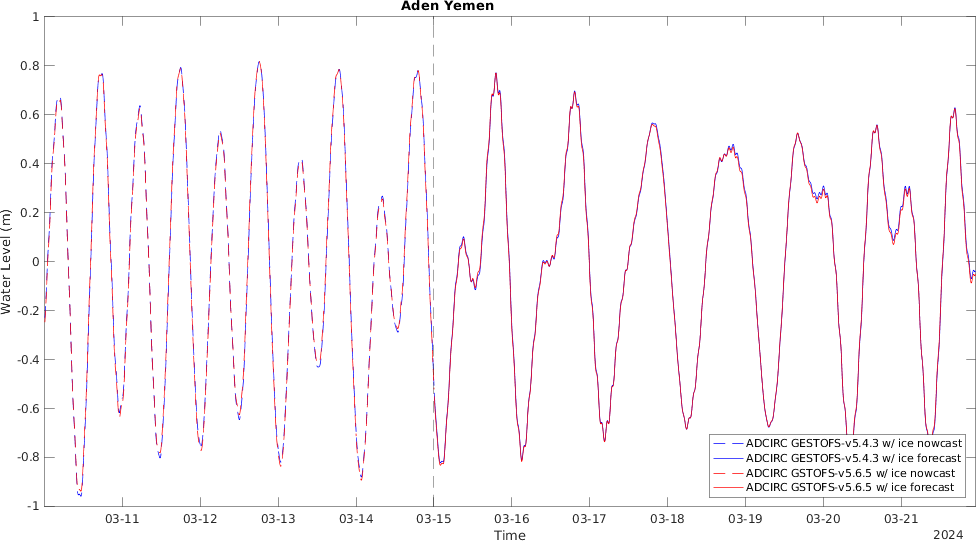 Aden Yemen
1
0.8
0.6
0.4
0.2
0
-0.2
-0.4
-0.6
-0.8
-1
Water Level (m)
ADCIRC GESTOFS-v5.4.3 w/ ice nowcast
ADCIRC GESTOFS-v5.4.3 w/ ice forecast
ADCIRC GSTOFS-v5.6.5 w/ ice nowcast
ADCIRC GSTOFS-v5.6.5 w/ ice forecast
03-11 03-12 03-13 03-14 03-15 03-16 03-17 03-18 03-19 03-20 03-21
Time
2024